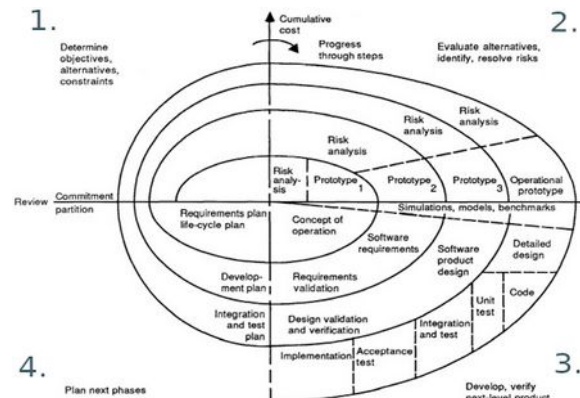 1.
Determine
objectives,
alternatives,
constraints
Cumulative
cost
Progress
through steps
2.
Evaluate alternatives,
identify, resolve risks
Risk
analysis
Risk
analysis
Risk
analysis
Risk
analy-
sis
Prototype 1
Prototype 2
Prototype 3
Operational
prototype
Review
Commitment
partition
Simulations, models, benchmarks
Requirements plan
life-cycle plan
Concept of
operation
Software
requirements
Software
product
design
Detailed
design
Develop-
ment plan
Requirements
validation
Integration
and test
plan
Design validation
and verification
Code
Unit
test
Integration
and test
Acceptance
test
Implementation
4.
Plan next phases
3.
Develop, verify
next-level product